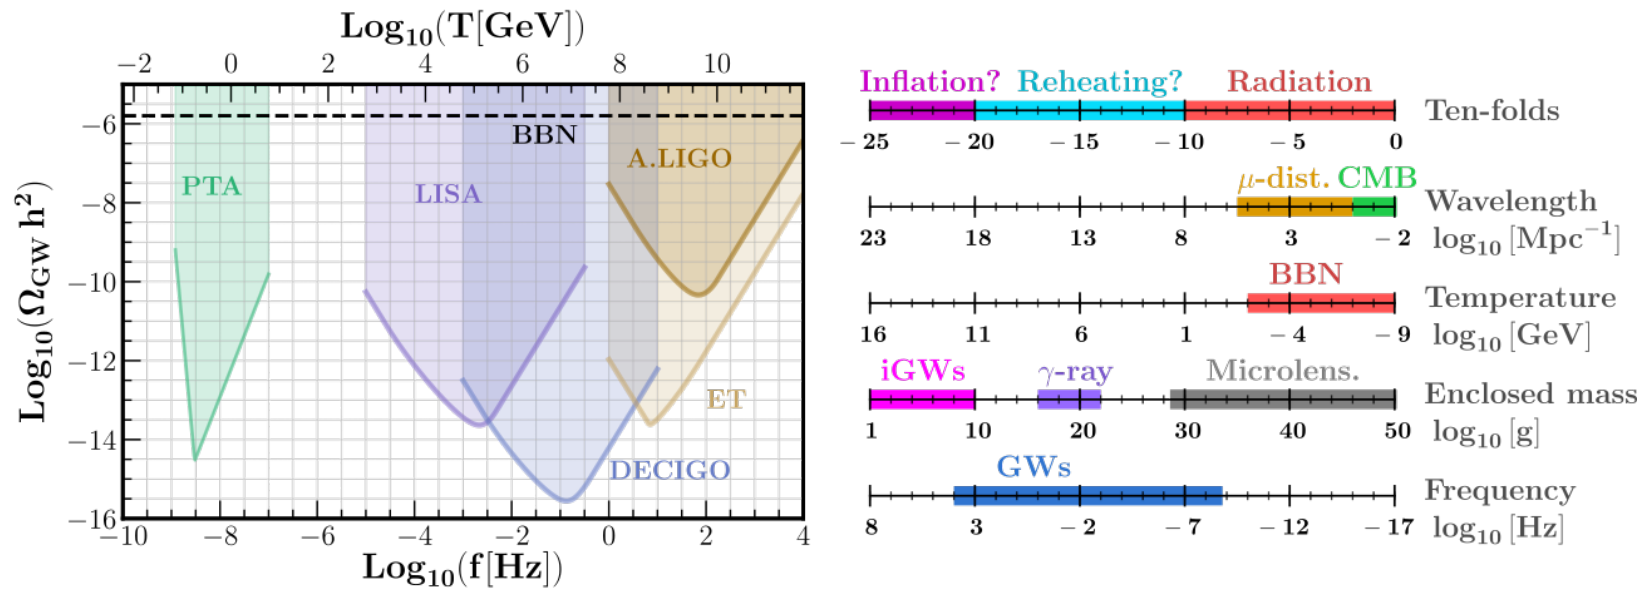 Log10(T[GeV])
−2 0 2 4 6 8 10
Log10(ΩGW h2)
−6
−8
−10
−12
−14
−16
BBN
A.LIGO
PTA
LISA
ET
DECIGO
−10 −8 −6 −4 −2 0 2 4
Log10(f[Hz])
Inflation? Reheating? Radiation
Ten-folds
−25 −20 −15 −10 −5 0
μ-dist. CMB
Wavelength
23 18 13 8 3 −2
log10 [Mpc−1]
BBN
Temperature
16 11 6 1 −4 −9
log10 [GeV]
iGWs γ-ray Microlens.
Enclosed mass
1 10 20 30 40 50
log10 [g]
GWs
Frequency
8 3 −2 −7 −12 −17
log10 [Hz]